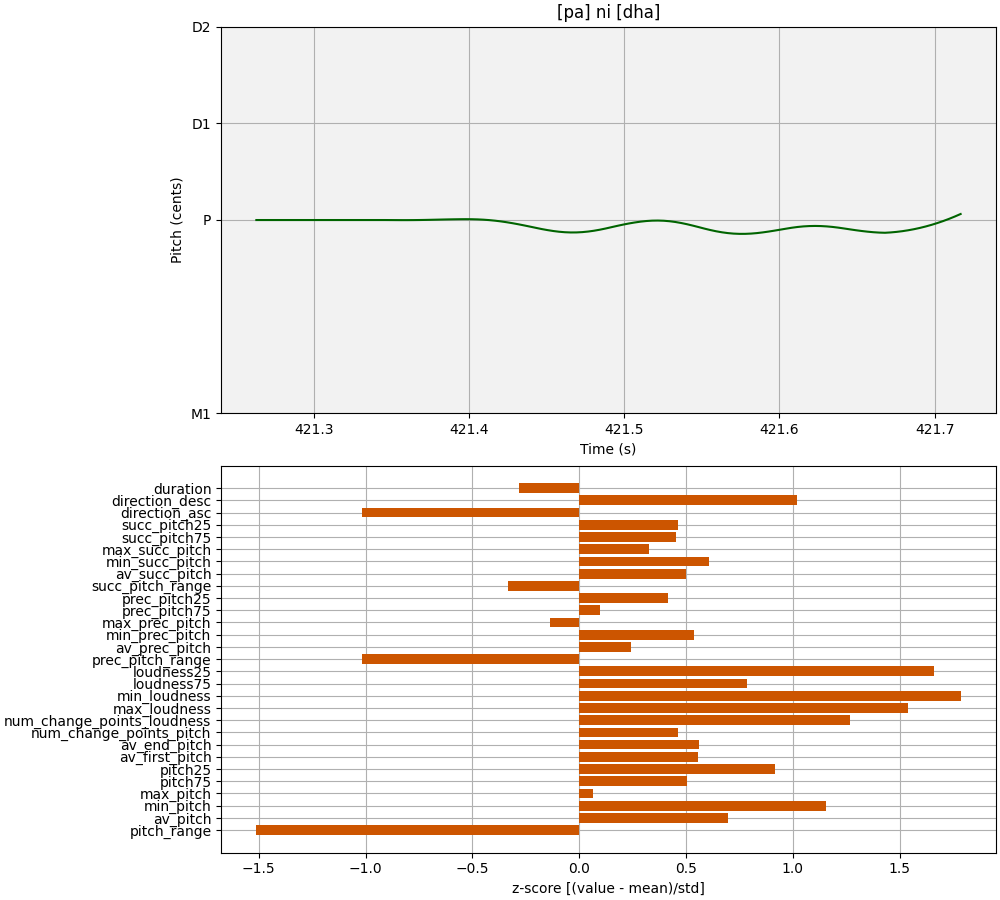 [pa] ni [dha]
D2
D1
P
M1
Pitch (cents)
421.3 421.4 421.5 421.6 421.7
Time (s)
duration
direction_desc
direction_asc
succ_pitch25
succ_pitch75
max_succ_pitch
min_succ_pitch
av_succ_pitch
succ_pitch_range
prec_pitch25
prec_pitch75
max_prec_pitch
min_prec_pitch
av_prec_pitch
prec_pitch_range
loudness25
loudness75
min_loudness
max_loudness
num_change_points_loudness
num_change_points_pitch
av_end_pitch
av_first_pitch
pitch25
pitch75
max_pitch
min_pitch
av_pitch
pitch_range
−1.5 −1.0 −0.5 0.0 0.5 1.0 1.5
z-score [(value - mean)/std]